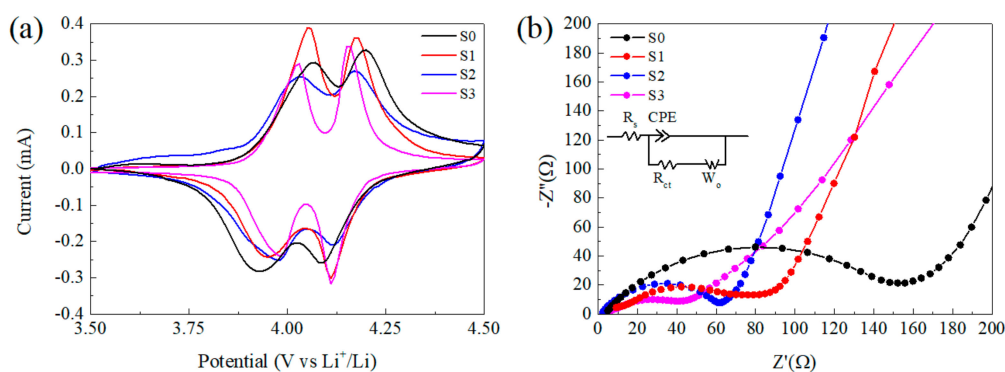 (a)
0.4
0.3
0.2
0.1
0.0
-0.1
-0.2
-0.3
-0.4
Current (mA)
S0
S1
S2
S3
3.50
3.75
4.00
4.25
4.50
Potential (V vs Li⁺/Li)
(b)
200
180
160
140
120
100
80
60
40
20
0
-Z''(Ω)
S0
S1
S2
S3
Rs CPE
Rct Wo
0
20
40
60
80
100
120
140
160
180
200
Z'(Ω)